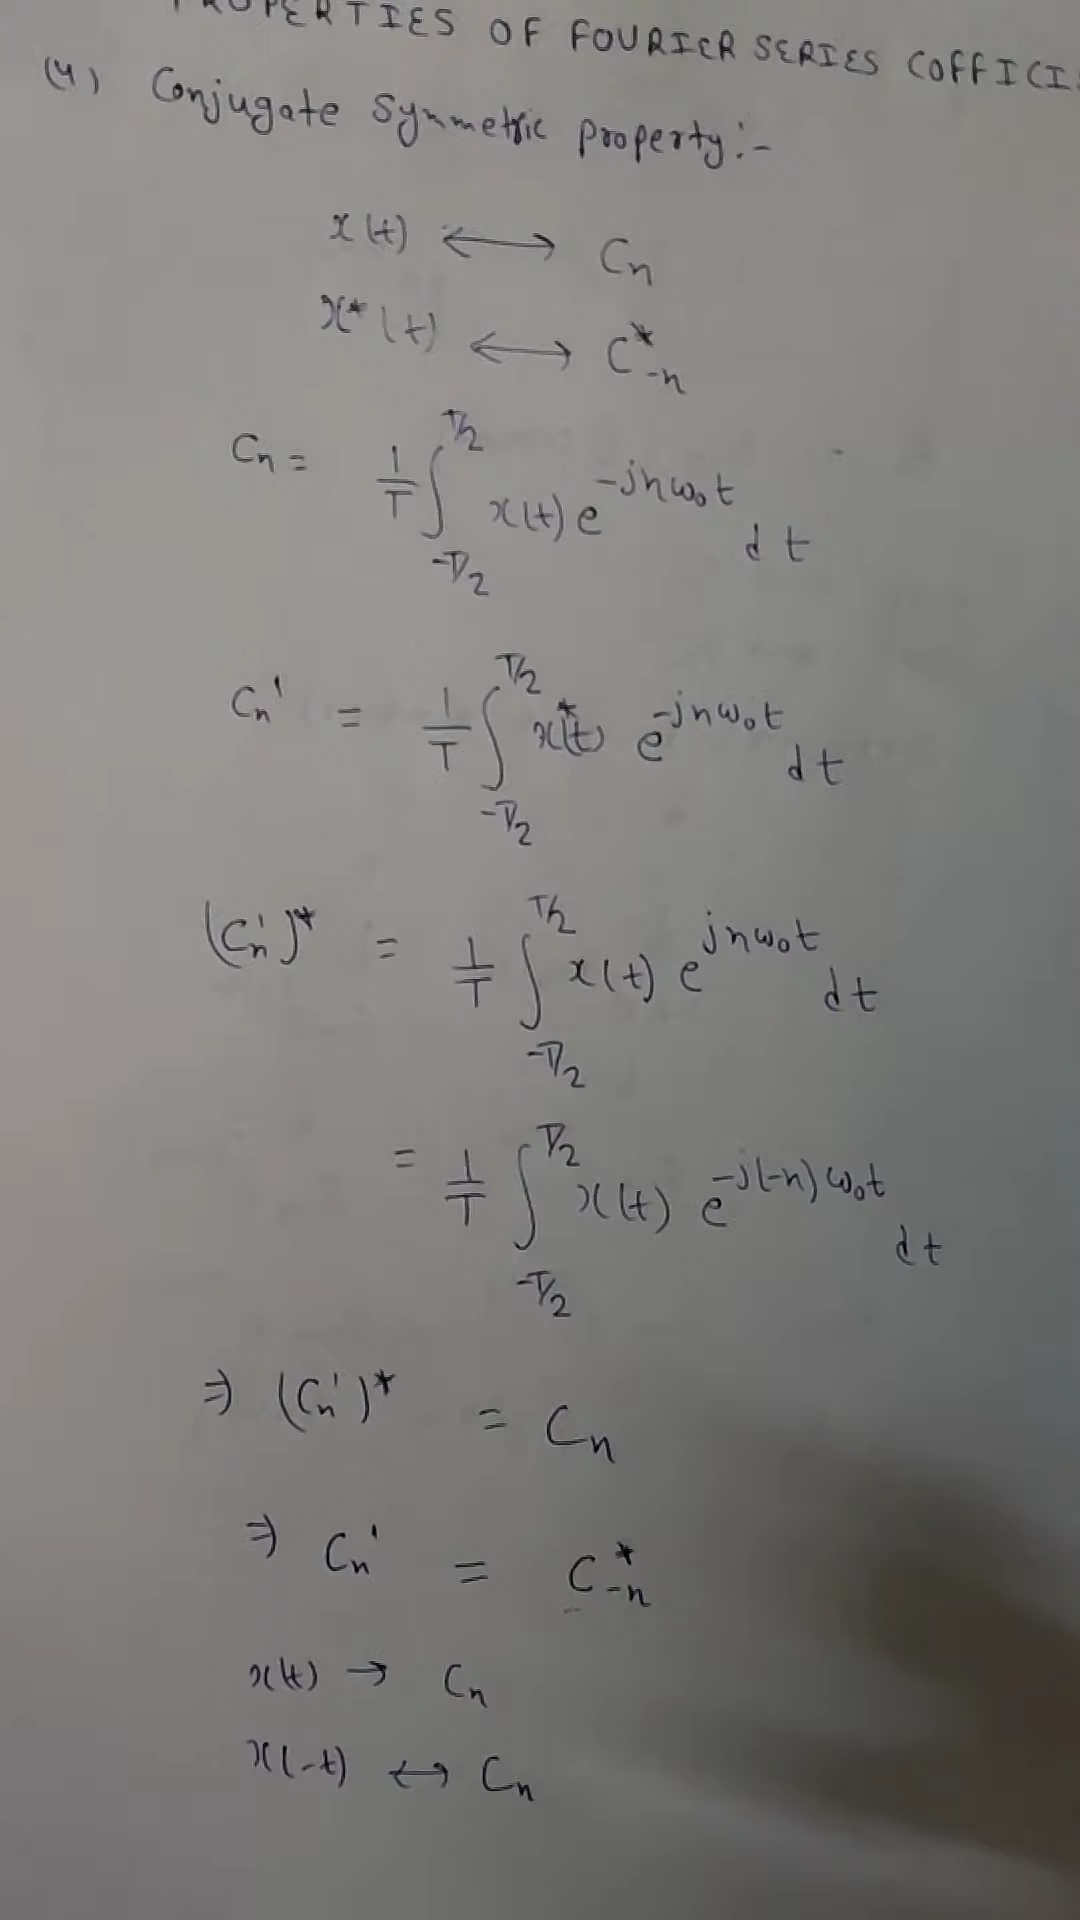 PROPERTIES OF FOURIER SERIES COFFICI
(4) Conjugate Symmetric property:-
x(t) ⟷ Cn
x*(t) ⟷ C*-n
Cn = 1/T ∫_{-T/2}^{T/2} x(t) e^{-jnω₀t} dt
Cn' = 1/T ∫_{-T/2}^{T/2} x*(t) e^{-jnω₀t} dt
(Cn')* = 1/T ∫_{-T/2}^{T/2} x(t) e^{jnω₀t} dt
= 1/T ∫_{-T/2}^{T/2} x(t) e^{-j(-n)ω₀t} dt
⇒ (Cn')* = Cn
⇒ Cn' = C*-n
x(t) → Cn
x(-t) ↔ Cn